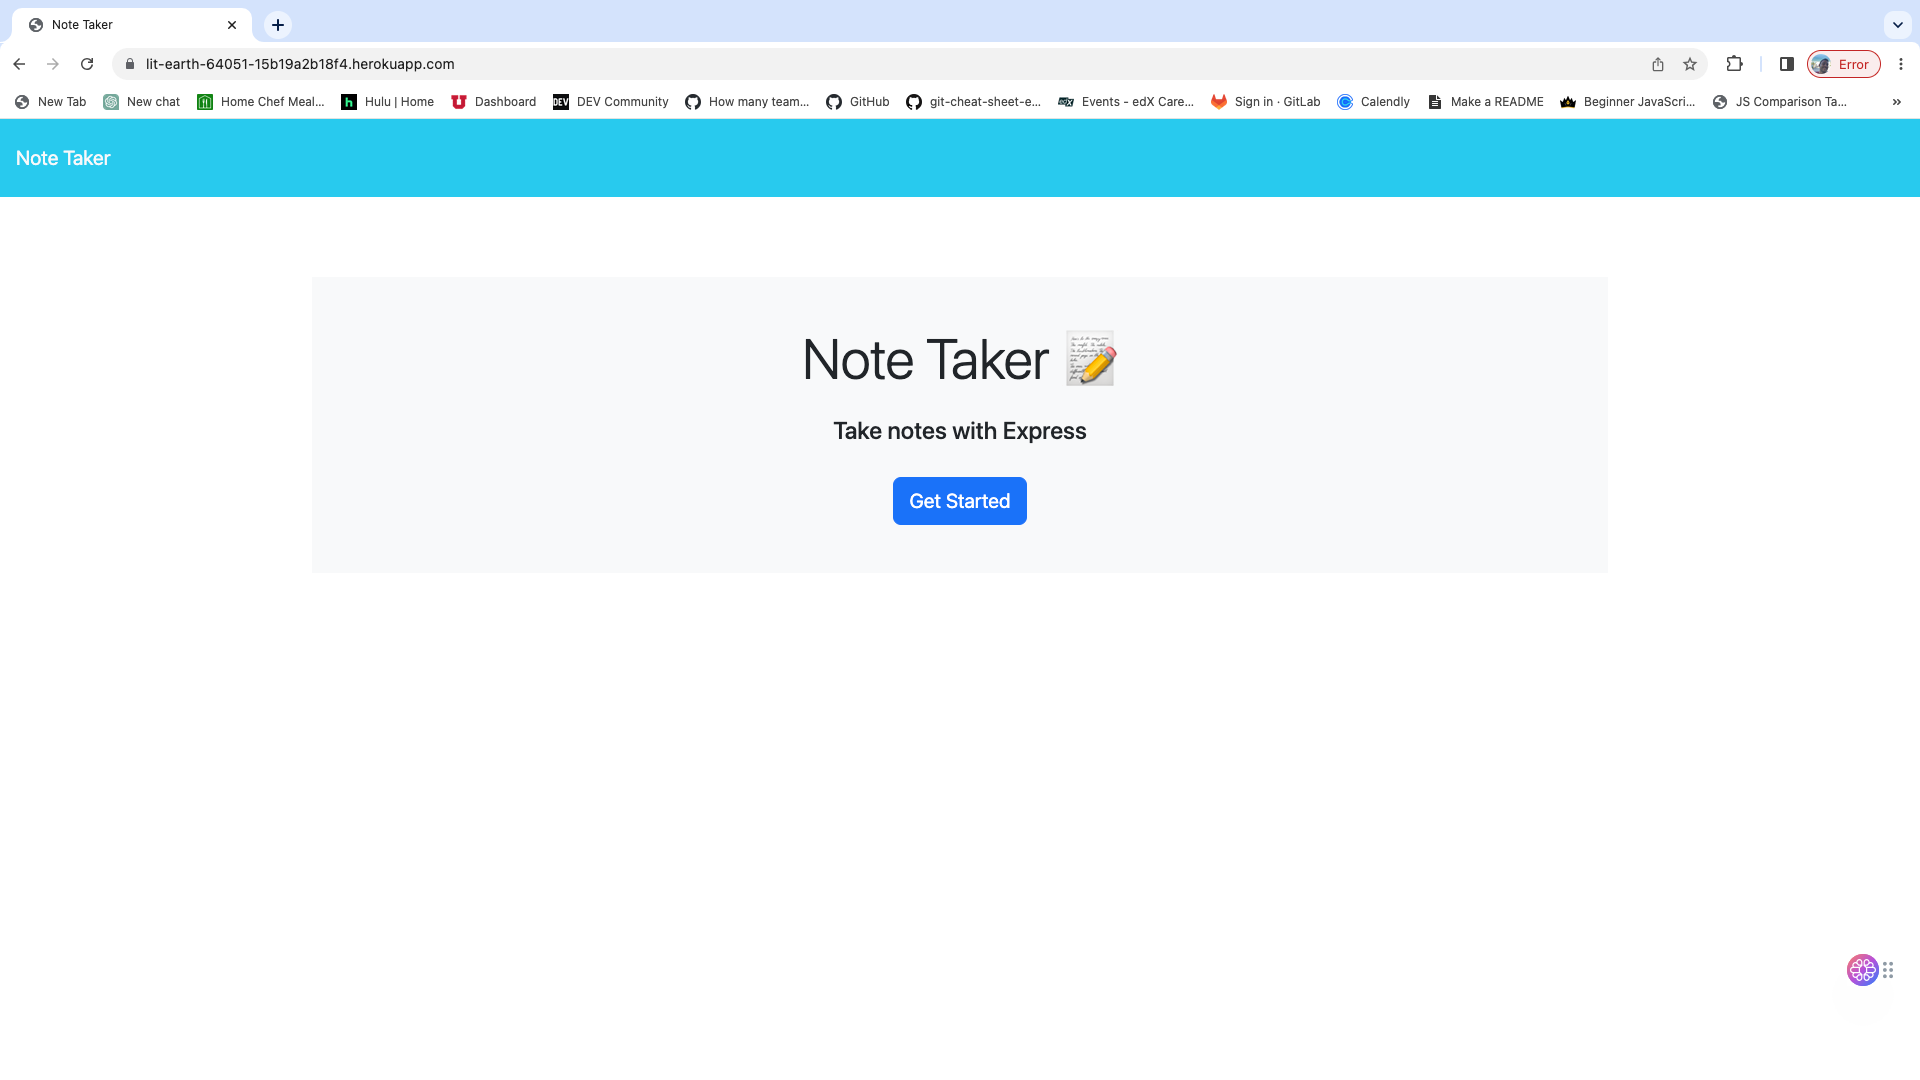 Note Taker
lit-earth-64051-15b19a2b18f4.herokuapp.com
Error
New Tab
New chat
Home Chef Meal...
h
Hulu | Home
Dashboard
DEV
DEV Community
How many team...
GitHub
git-cheat-sheet-e...
Events - edX Care...
Sign in · GitLab
Calendly
Make a README
Beginner JavaScri...
JS Comparison Ta...
»
Note Taker
Note Taker
Take notes with Express
Get Started